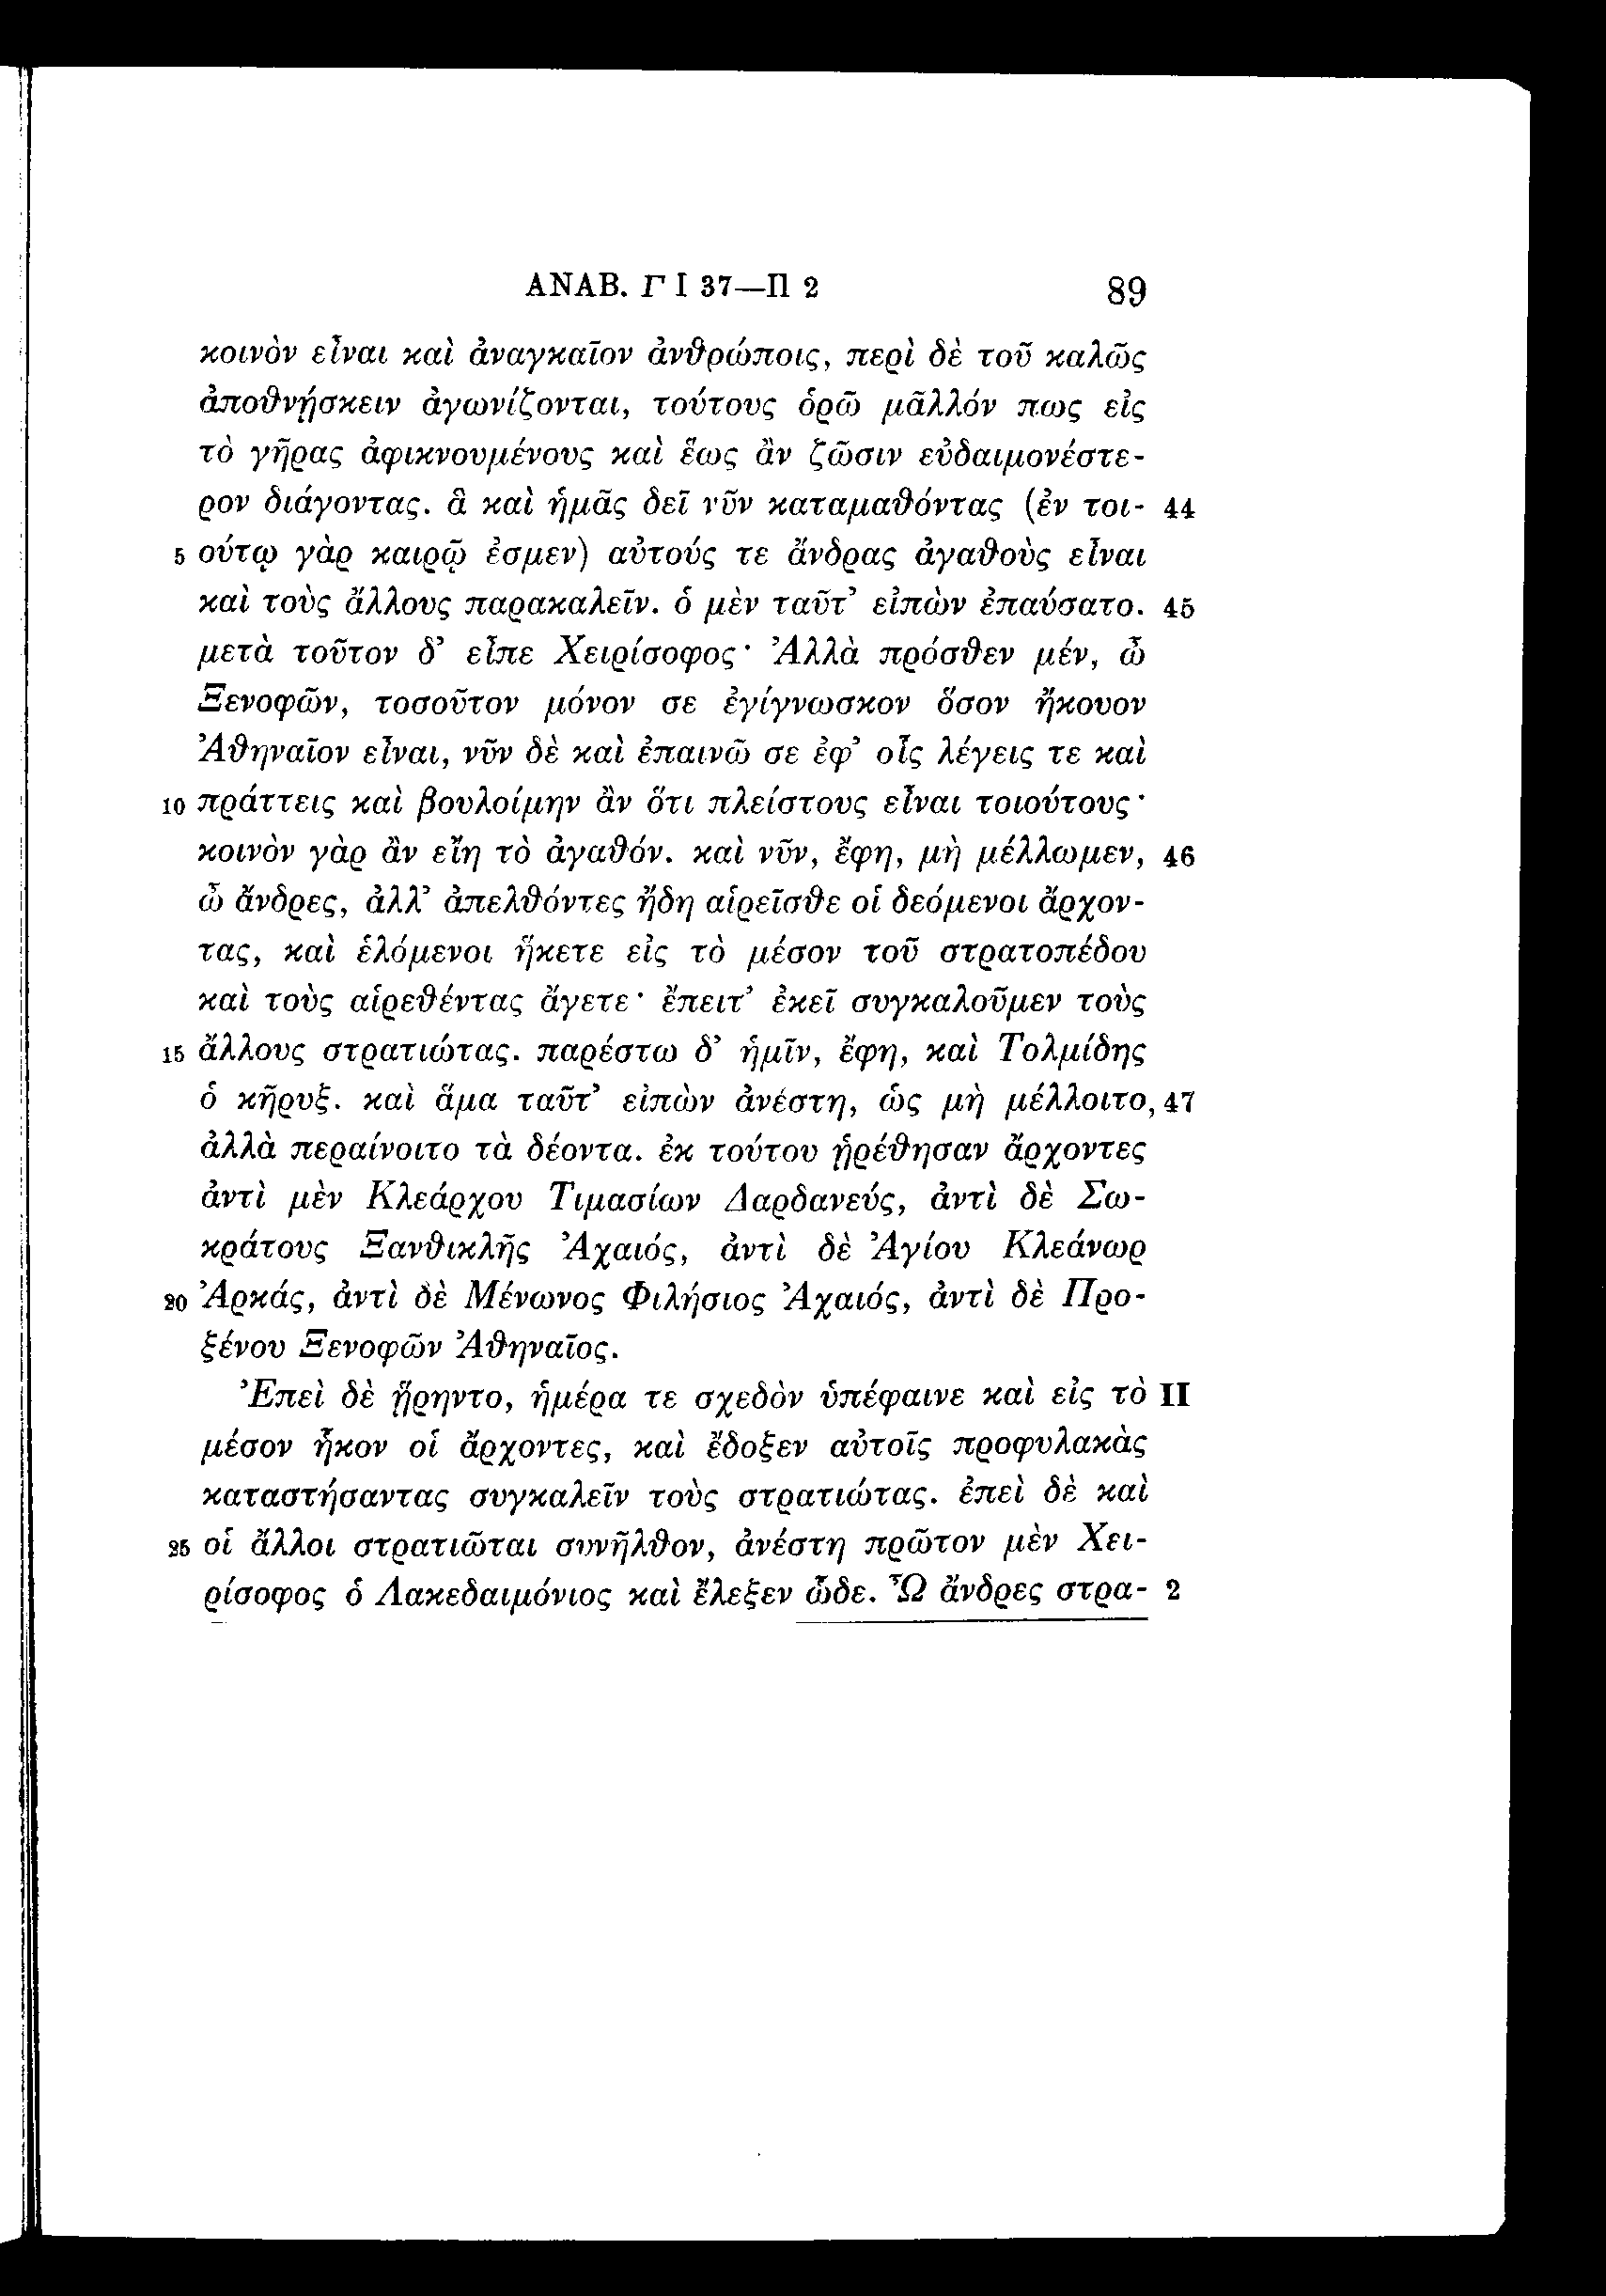 ΑΝΑΒ. Γ I 37—II 2 89
κοινὸν εἶναι καὶ ἀναγκαῖον ἀνθρώποις, περὶ δὲ τοῦ καλῶς
ἀποθνῄσκειν ἀγωνίζονται, τούτους ὁρῶ μᾶλλόν πως εἰς
τὸ γῆρας ἀφικνουμένους καὶ ἕως ἂν ζῶσιν εὐδαιμονέστε-
ρον διάγοντας. ἃ καὶ ἡμᾶς δεῖ νῦν καταμαθόντας (ἐν τοι- 44
5 ούτῳ γὰρ καιρῷ ἐσμεν) αὐτούς τε ἄνδρας ἀγαθοὺς εἶναι
καὶ τοὺς ἄλλους παρακαλεῖν. ὁ μὲν ταῦτ’ εἰπὼν ἐπαύσατο. 45
μετὰ τοῦτον δ’ εἶπε Χειρίσοφος· Ἀλλὰ πρόσθεν μέν, ὦ
Ξενοφῶν, τοσοῦτον μόνον σε ἐγίγνωσκον ὅσον ἤκουον
Ἀθηναῖον εἶναι, νῦν δὲ καὶ ἐπαινῶ σε ἐφ’ οἷς λέγεις τε καὶ
10 πράττεις καὶ βουλοίμην ἂν ὅτι πλείστους εἶναι τοιούτους·
κοινὸν γὰρ ἂν εἴη τὸ ἀγαθόν. καὶ νῦν, ἔφη, μὴ μέλλωμεν, 46
ὦ ἄνδρες, ἀλλ’ ἀπελθόντες ἤδη αἱρεῖσθε οἱ δεόμενοι ἄρχον-
τας, καὶ ἑλόμενοι ἥκετε εἰς τὸ μέσον τοῦ στρατοπέδου
καὶ τοὺς αἱρεθέντας ἄγετε· ἔπειτ’ ἐκεῖ συγκαλοῦμεν τοὺς
15 ἄλλους στρατιώτας. παρέστω δ’ ἡμῖν, ἔφη, καὶ Τολμίδης
ὁ κῆρυξ. καὶ ἅμα ταῦτ’ εἰπὼν ἀνέστη, ὡς μὴ μέλλοιτο, 47
ἀλλὰ περαίνοιτο τὰ δέοντα. ἐκ τούτου ᾑρέθησαν ἄρχοντες
ἀντὶ μὲν Κλεάρχου Τιμασίων Δαρδανεύς, ἀντὶ δὲ Σω-
κράτους Ξανθικλῆς Ἀχαιός, ἀντὶ δὲ Ἀγίου Κλεάνωρ
20 Ἀρκάς, ἀντὶ δὲ Μένωνος Φιλήσιος Ἀχαιός, ἀντὶ δὲ Προ-
ξένου Ξενοφῶν Ἀθηναῖος.
Ἐπεὶ δὲ ᾕρηντο, ἡμέρα τε σχεδὸν ὑπέφαινε καὶ εἰς τὸ II
μέσον ἧκον οἱ ἄρχοντες, καὶ ἔδοξεν αὐτοῖς προφυλακὰς
καταστήσαντας συγκαλεῖν τοὺς στρατιώτας. ἐπεὶ δὲ καὶ
25 οἱ ἄλλοι στρατιῶται συνῆλθον, ἀνέστη πρῶτον μὲν Χει-
ρίσοφος ὁ Λακεδαιμόνιος καὶ ἔλεξεν ὧδε. Ὦ ἄνδρες στρα- 2